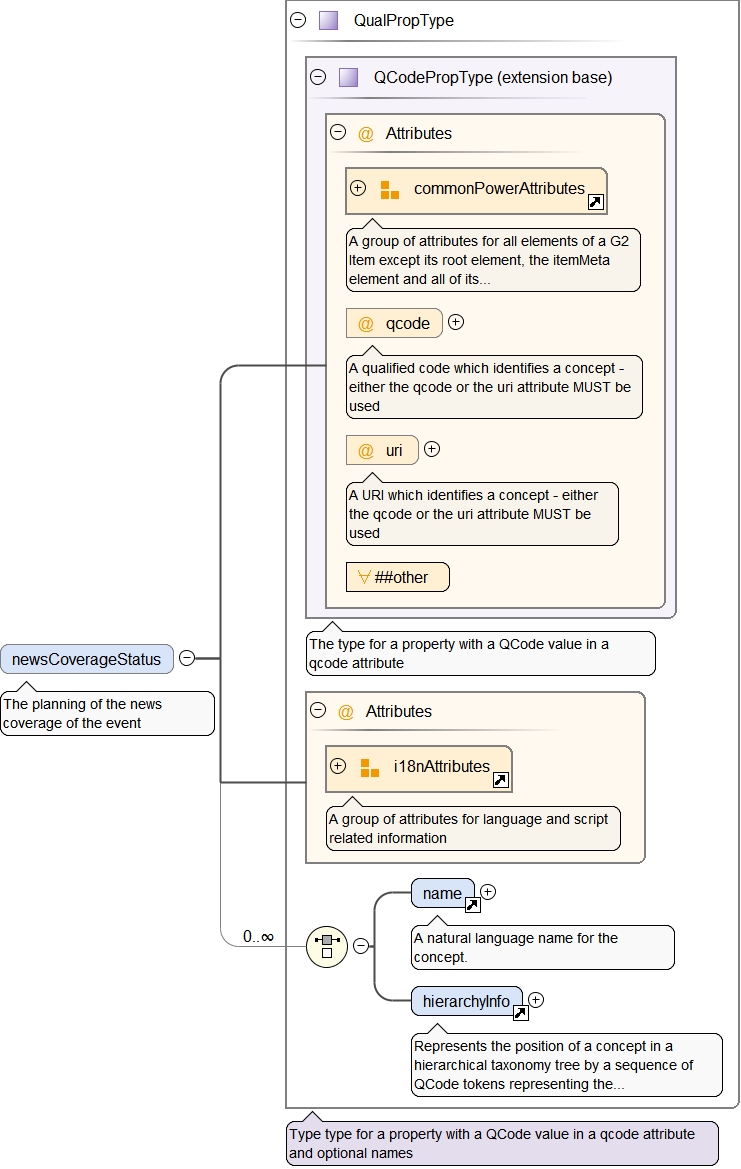 QualPropType
QCodePropType (extension base)
@ Attributes
commonPowerAttributes
A group of attributes for all elements of a G2
Item except its root element, the itemMeta
element and all of its...
@ qcode
A qualified code which identifies a concept -
either the qcode or the uri attribute MUST be
used
@ uri
A URI which identifies a concept - either
the qcode or the uri attribute MUST be
used
##other
The type for a property with a QCode value in a
qcode attribute
newsCoverageStatus
The planning of the news
coverage of the event
@ Attributes
i18nAttributes
A group of attributes for language and script
related information
0..∞
name
A natural language name for the
concept.
hierarchyInfo
Represents the position of a concept in a
hierarchical taxonomy tree by a sequence of
QCode tokens representing the...
Type type for a property with a QCode value in a qcode attribute
and optional names